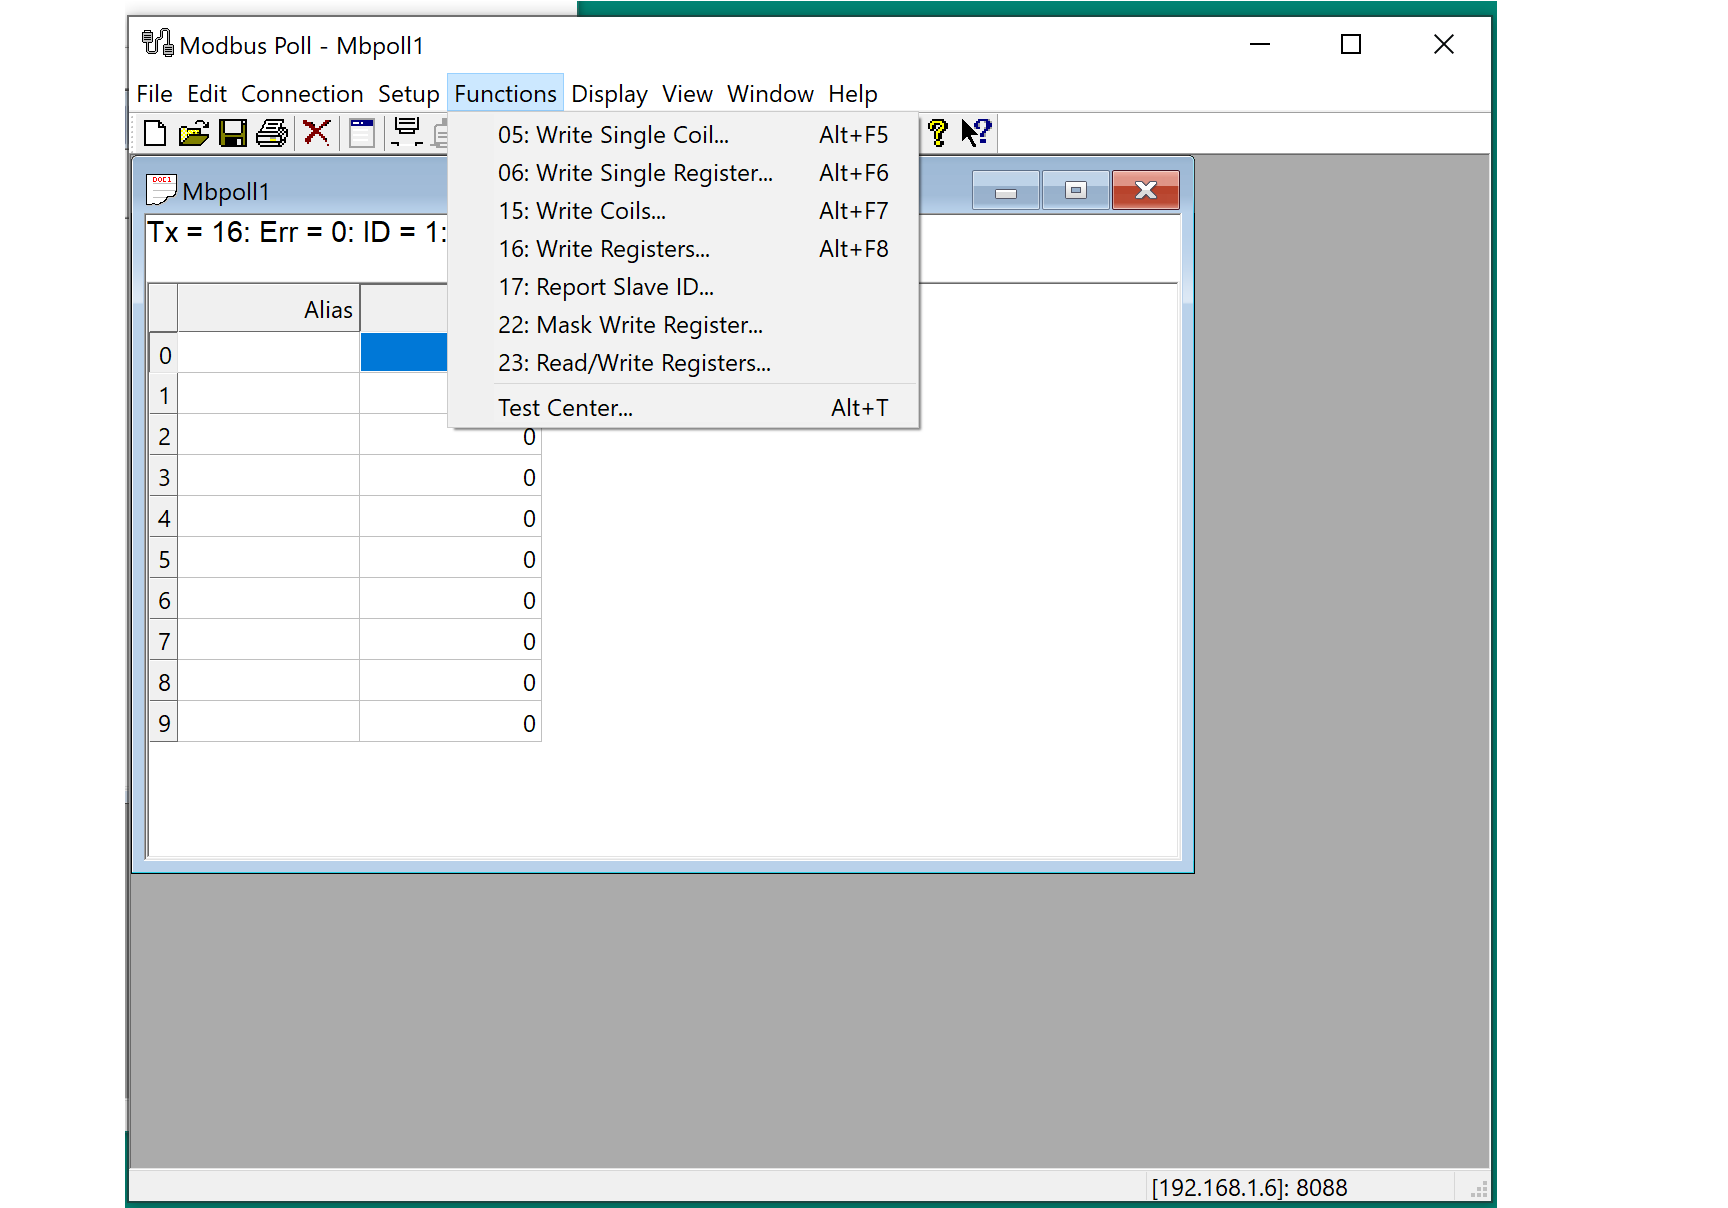 Modbus Poll - Mbpoll1
File Edit Connection Setup Functions Display View Window Help
05: Write Single Coil... Alt+F5
06: Write Single Register... Alt+F6
15: Write Coils... Alt+F7
16: Write Registers... Alt+F8
17: Report Slave ID...
22: Mask Write Register...
23: Read/Write Registers...
Test Center... Alt+T
DOC1
Mbpoll1
Tx = 16: Err = 0: ID = 1:
Alias
0
1
2 0
3 0
4 0
5 0
6 0
7 0
8 0
9 0
[192.168.1.6]: 8088